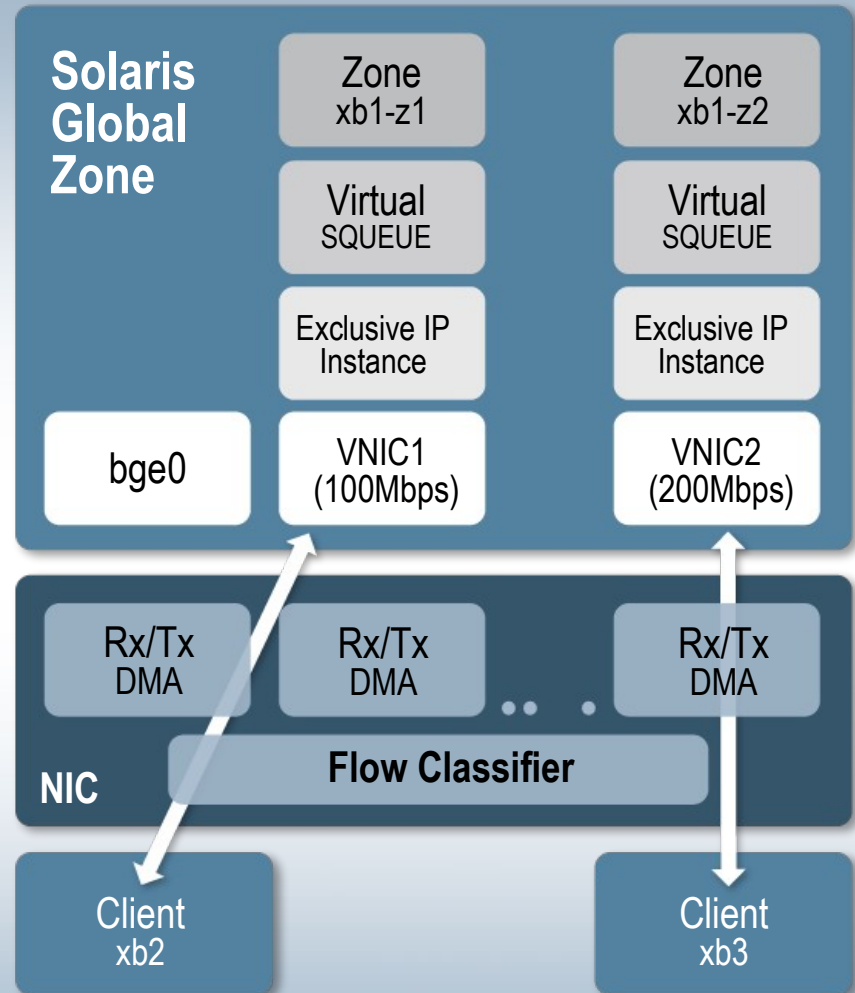 Solaris
Global
Zone
Zone
xb1-z1
Zone
xb1-z2
Virtual
SQUEUE
Virtual
SQUEUE
Exclusive IP
Instance
Exclusive IP
Instance
bge0
VNIC1
(100Mbps)
VNIC2
(200Mbps)
Rx/Tx
DMA
Rx/Tx
DMA
Rx/Tx
DMA
Flow Classifier
NIC
Client
xb2
Client
xb3